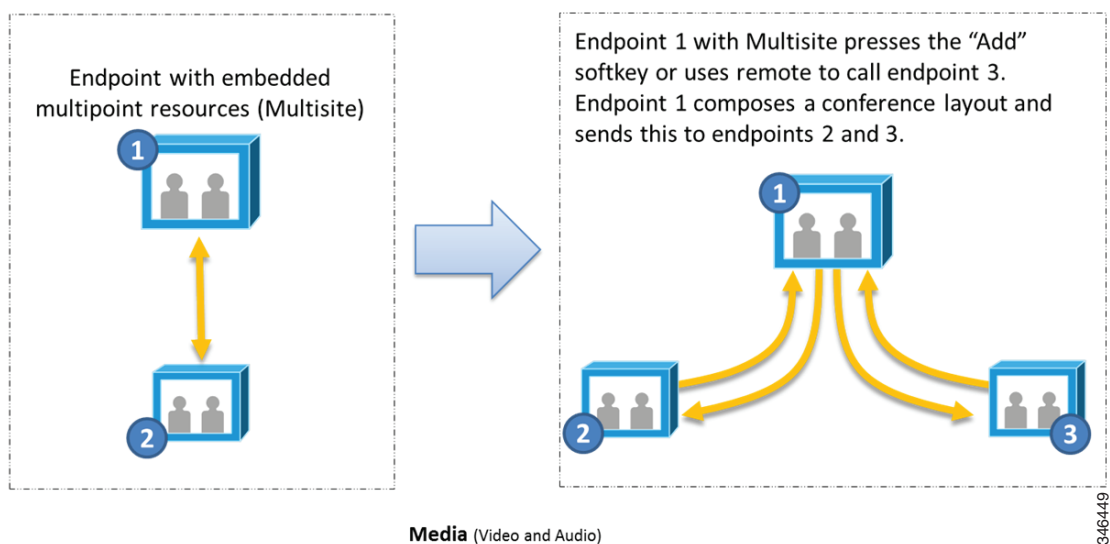 Endpoint with embedded
multipoint resources (Multisite)
1
2
Endpoint 1 with Multisite presses the “Add”
softkey or uses remote to call endpoint 3.
Endpoint 1 composes a conference layout and
sends this to endpoints 2 and 3.
1
2
3
Media (Video and Audio)
346449